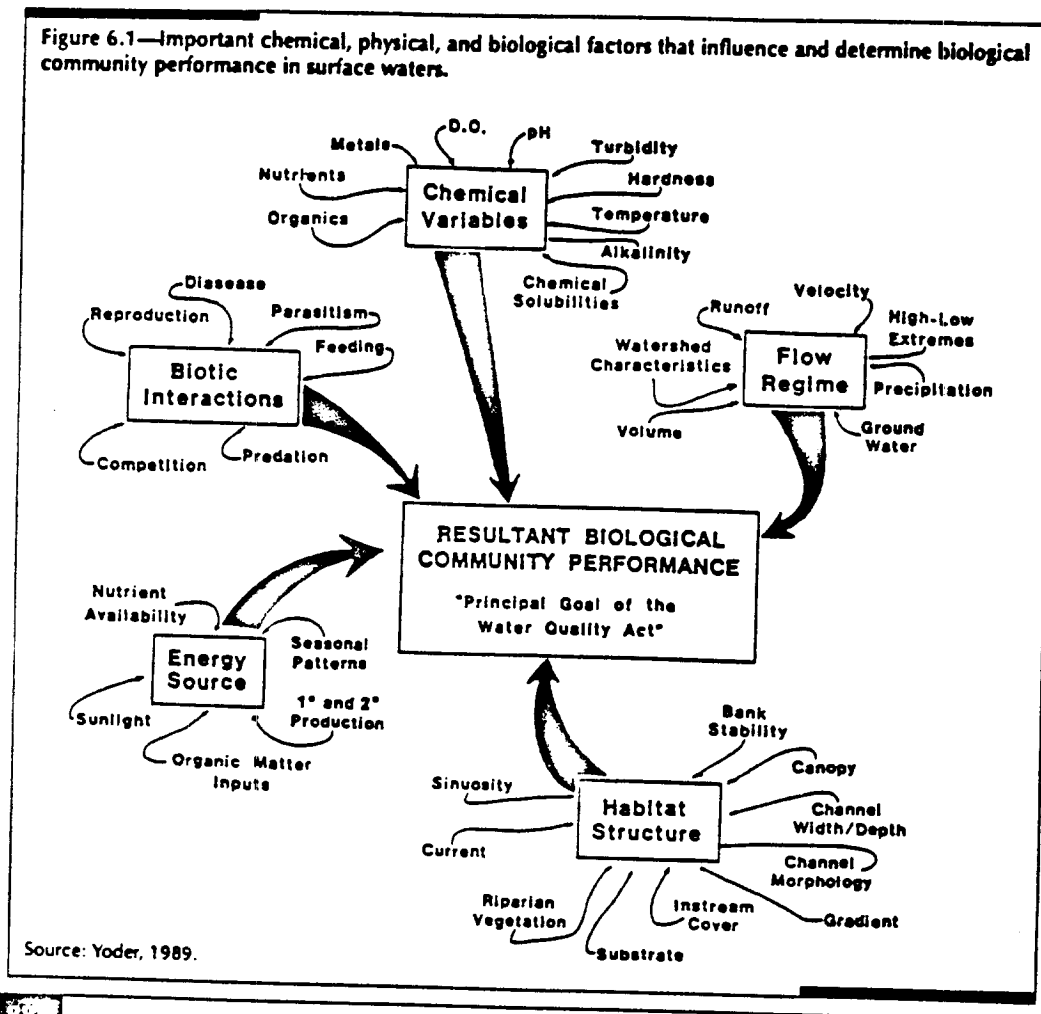 Figure 6.1—Important chemical, physical, and biological factors that influence and determine biological
community performance in surface waters.
D.O.
pH
Metals
Turbidity
Nutrients
Hardness
Chemical
Variables
Organics
Temperature
Alkalinity
Chemical
Solubilities
Disease
Reproduction
Parasitism
Feeding
Biotic
Interactions
Competition
Predation
Velocity
Runoff
High-Low
Extremes
Watershed
Characteristics
Flow
Regime
Precipitation
Volume
Ground
Water
RESULTANT BIOLOGICAL
COMMUNITY PERFORMANCE
"Principal Goal of the
Water Quality Act"
Nutrient
Availability
Seasonal
Patterns
Energy
Source
1° and 2°
Production
Sunlight
Organic Matter
Inputs
Bank
Stability
Canopy
Sinuosity
Habitat
Structure
Channel
Width/Depth
Current
Channel
Morphology
Riparian
Vegetation
Instream
Cover
Gradient
Substrate
Source: Yoder, 1989.